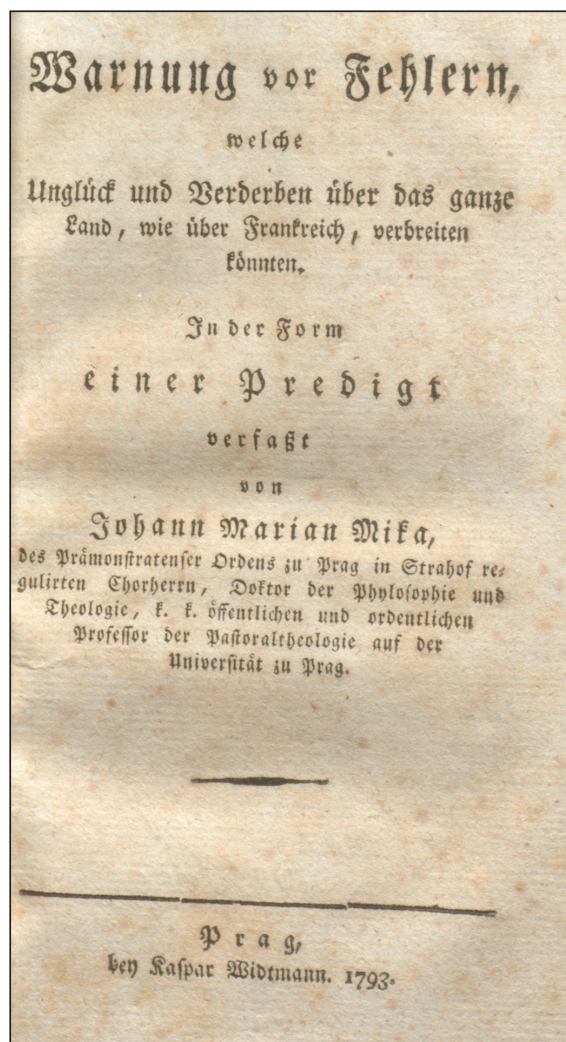 Warnung vor Fehlern,
welche
Unglück und Verderben über das ganze
Land, wie über Frankreich, verbreiten
könnten.
In der Form
einer Predigt
verfaßt
von
Johann Marian Mika,
des Prämonstratenser Ordens zu Prag in Strahof re-
gulirten Chorherrn, Doktor der Phylosophie und
Theologie, k. k. öffentlichen und ordentlichen
Professor der Pastoraltheologie auf der
Universität zu Prag.
Prag,
bey Kaspar Widtmann. 1793.